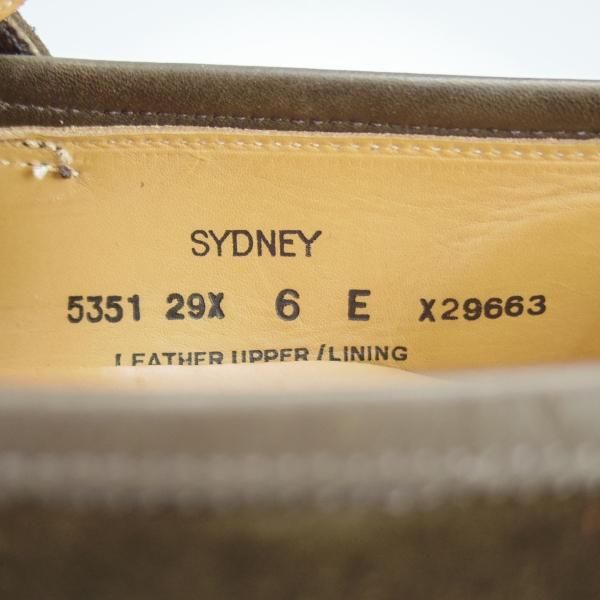 SYDNEY
5351 29X 6 E X29663
LEATHER UPPER/LINING